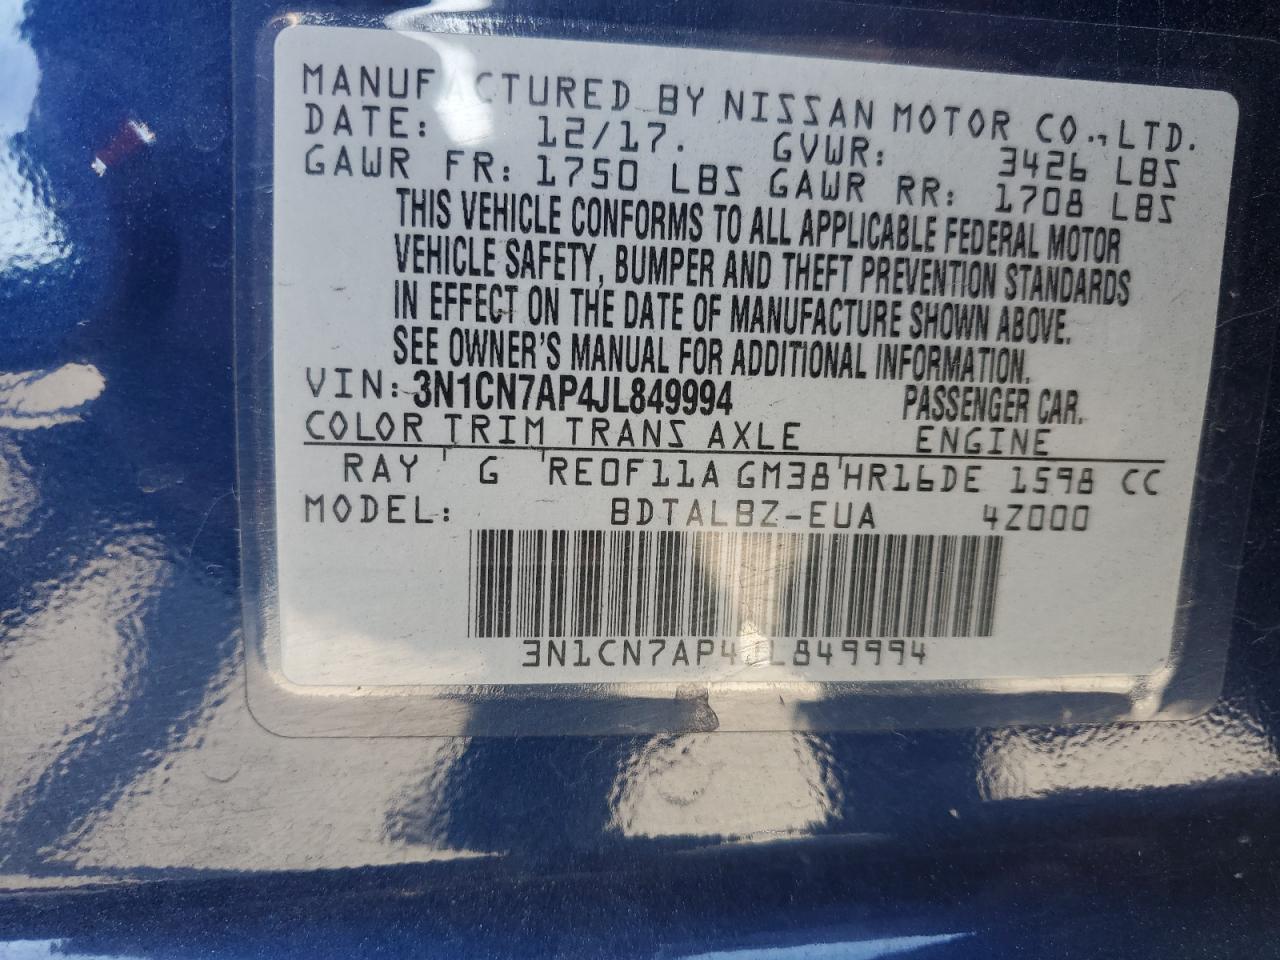 MANUFACTURED BY NISSAN MOTOR CO., LTD.
DATE: 12/17. GVWR: 3426 LBS
GAWR FR: 1750 LBS GAWR RR: 1708 LBS
THIS VEHICLE CONFORMS TO ALL APPLICABLE FEDERAL MOTOR
VEHICLE SAFETY, BUMPER AND THEFT PREVENTION STANDARDS
IN EFFECT ON THE DATE OF MANUFACTURE SHOWN ABOVE.
SEE OWNER'S MANUAL FOR ADDITIONAL INFORMATION.
VIN: 3N1CN7AP4JL849994 PASSENGER CAR.
COLOR TRIM TRANS AXLE ENGINE
RAY G RE0F11A GM38 HR16DE 1598 CC
MODEL: BDTALBZ-EUA 4Z000
3N1CN7AP4JL849994